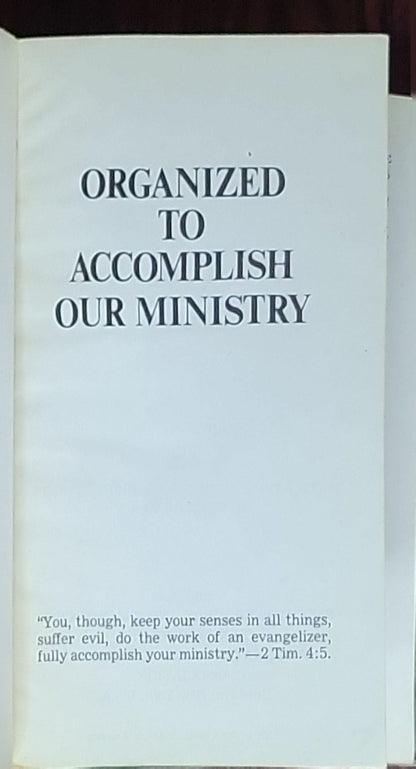 ORGANIZED
TO
ACCOMPLISH
OUR MINISTRY
“You, though, keep your senses in all things,
suffer evil, do the work of an evangelizer,
fully accomplish your ministry.”—2 Tim. 4:5.